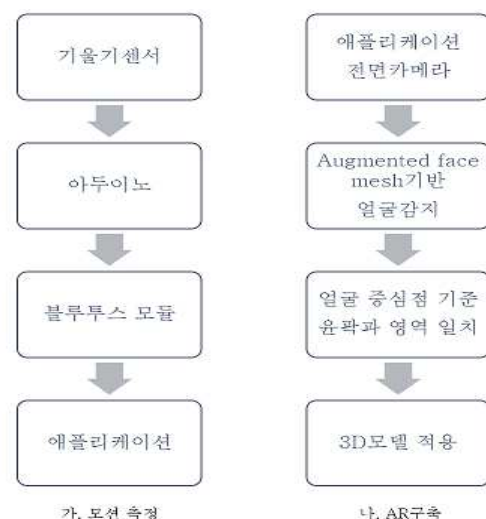 기울기센서
아두이노
블루투스 모듈
애플리케이션
가. 모션 측정
애플리케이션
전면카메라
Augmented face
mesh기반
얼굴감지
얼굴 중심점 기준
윤곽과 영역 일치
3D모델 적용
나. AR구축